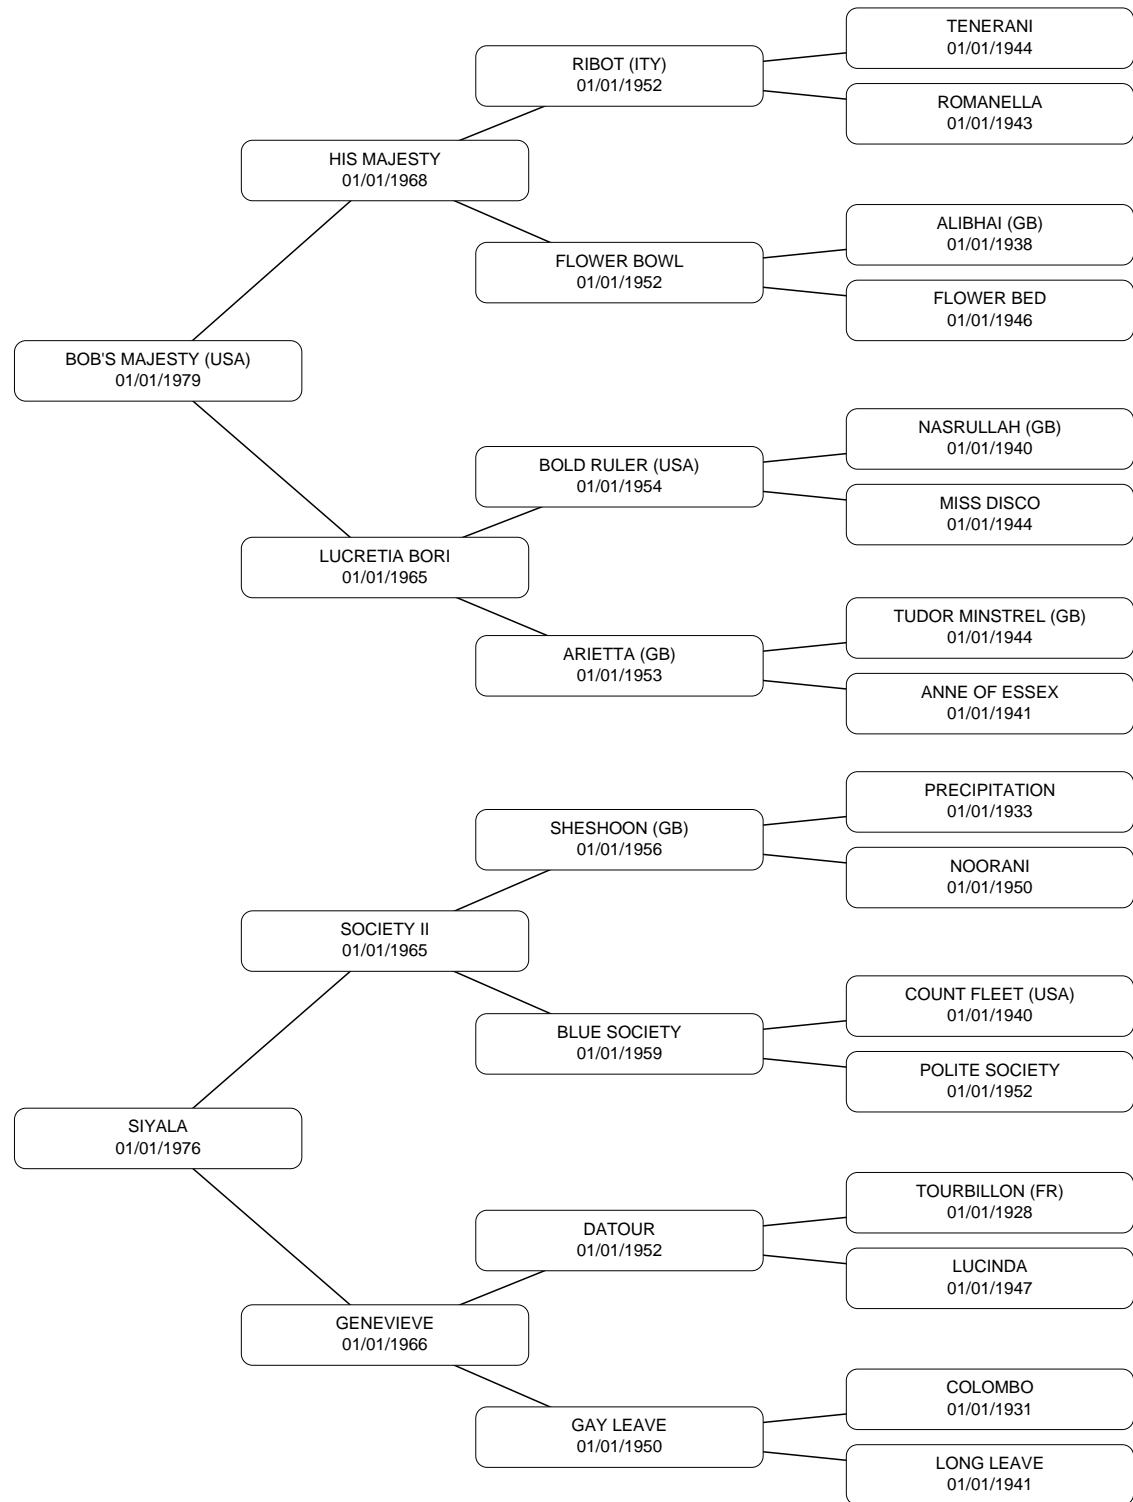 TENERANI
01/01/1944
RIBOT (ITY)
01/01/1952
ROMANELLA
01/01/1943
HIS MAJESTY
01/01/1968
ALIBHAI (GB)
01/01/1938
FLOWER BOWL
01/01/1952
FLOWER BED
01/01/1946
BOB'S MAJESTY (USA)
01/01/1979
NASRULLAH (GB)
01/01/1940
BOLD RULER (USA)
01/01/1954
MISS DISCO
01/01/1944
LUCRETIA BORI
01/01/1965
TUDOR MINSTREL (GB)
01/01/1944
ARIETTA (GB)
01/01/1953
ANNE OF ESSEX
01/01/1941
PRECIPITATION
01/01/1933
SHESHOON (GB)
01/01/1956
NOORANI
01/01/1950
SOCIETY II
01/01/1965
COUNT FLEET (USA)
01/01/1940
BLUE SOCIETY
01/01/1959
POLITE SOCIETY
01/01/1952
SIYALA
01/01/1976
TOURBILLON (FR)
01/01/1928
DATOUR
01/01/1952
LUCINDA
01/01/1947
GENEVIEVE
01/01/1966
COLOMBO
01/01/1931
GAY LEAVE
01/01/1950
LONG LEAVE
01/01/1941